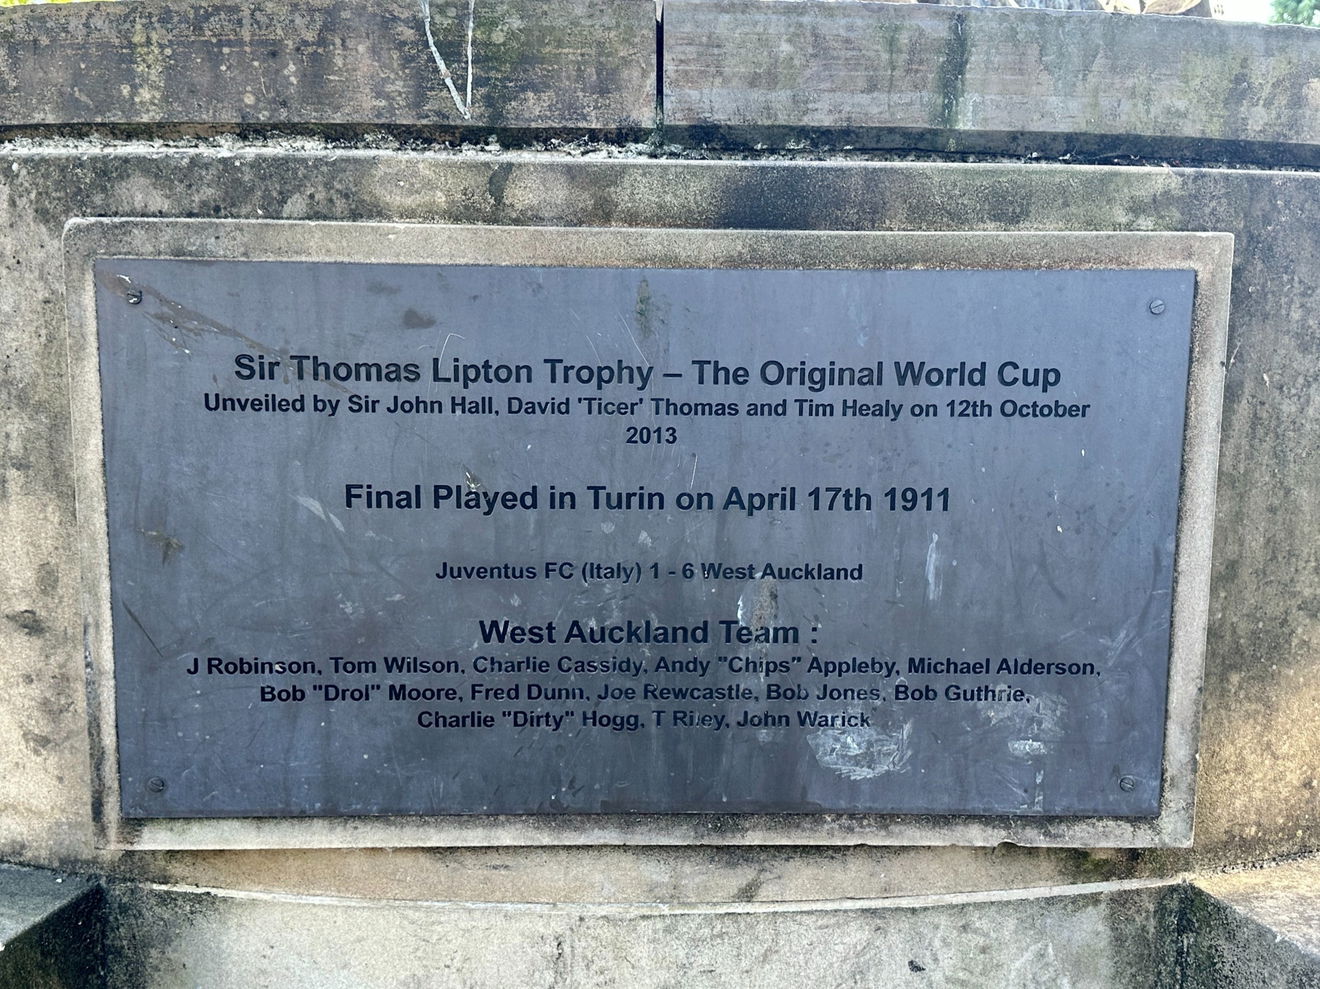 Sir Thomas Lipton Trophy – The Original World Cup
Unveiled by Sir John Hall, David 'Ticer' Thomas and Tim Healy on 12th October
2013
Final Played in Turin on April 17th 1911
Juventus FC (Italy) 1 - 6 West Auckland
West Auckland Team :
J Robinson, Tom Wilson, Charlie Cassidy, Andy "Chips" Appleby, Michael Alderson,
Bob "Drol" Moore, Fred Dunn, Joe Rewcastle, Bob Jones, Bob Guthrie,
Charlie "Dirty" Hogg, T Riley, John Warick